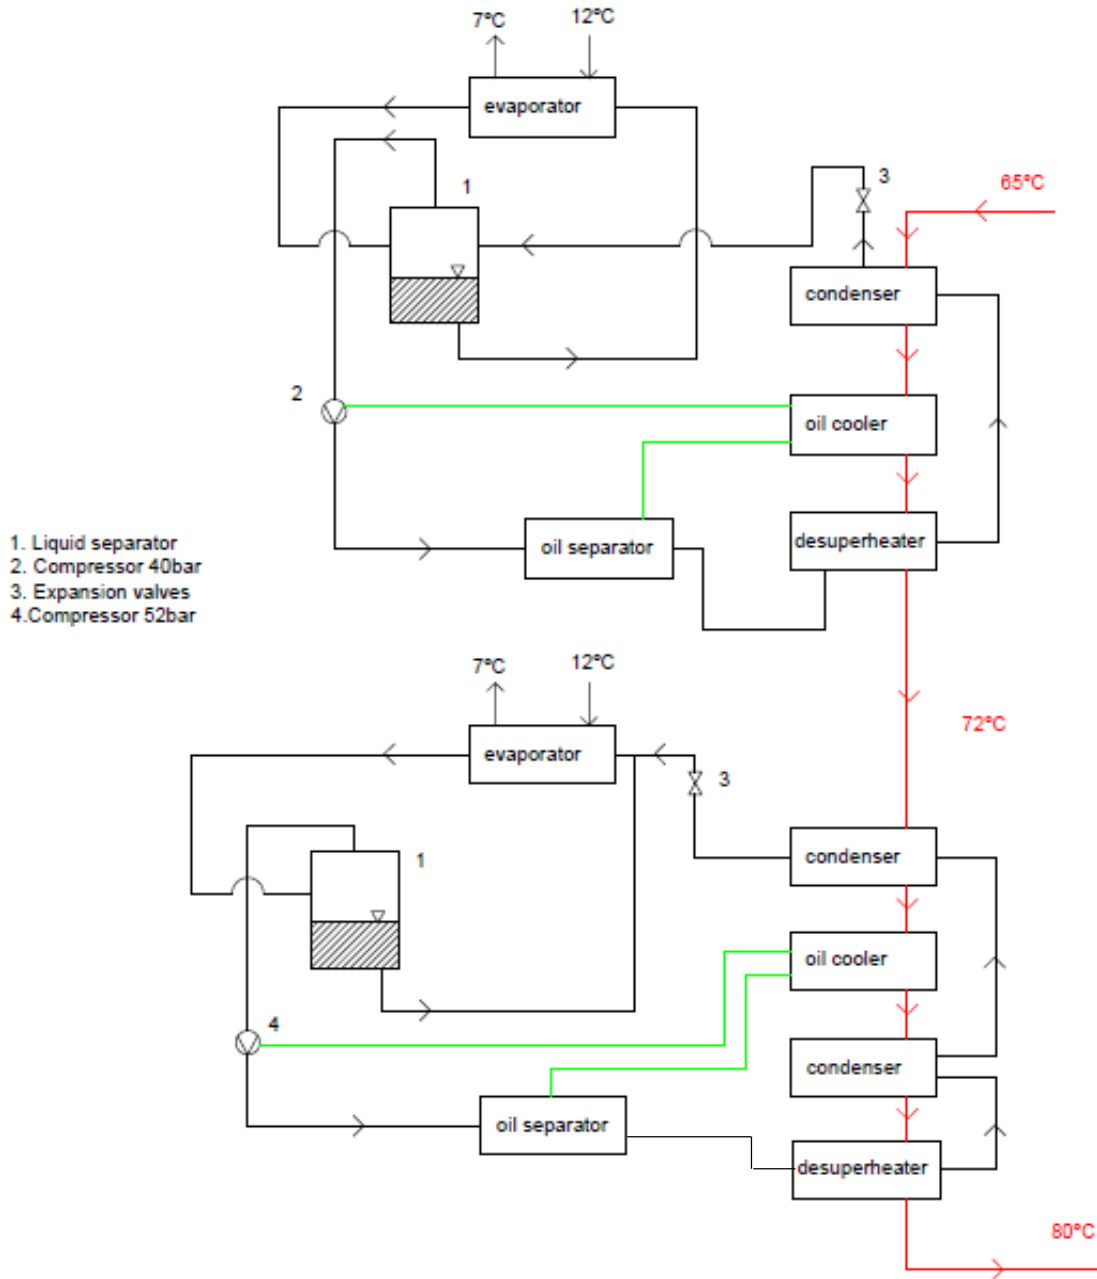 7°C
12°C
evaporator
1
3
65°C
condenser
2
oil cooler
oil separator
desuperheater
1. Liquid separator
2. Compressor 40bar
3. Expansion valves
4.Compressor 52bar
7°C
12°C
evaporator
72°C
3
condenser
1
oil cooler
4
condenser
oil separator
desuperheater
80°C